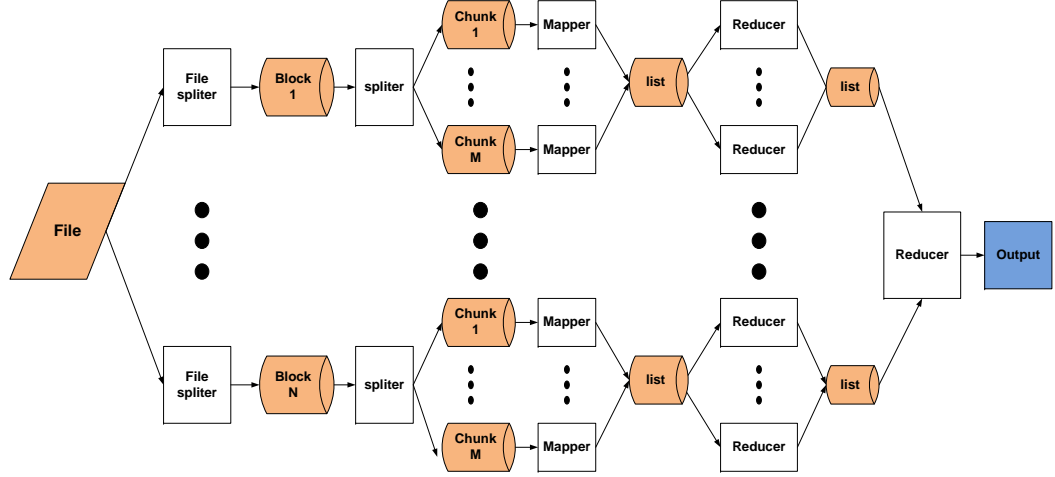 File
File
spliter
Block
1
spliter
Chunk
1
Mapper
Chunk
M
Mapper
list
Reducer
Reducer
list
File
spliter
Block
N
spliter
Chunk
1
Mapper
Chunk
M
Mapper
list
Reducer
Reducer
list
Reducer
Output